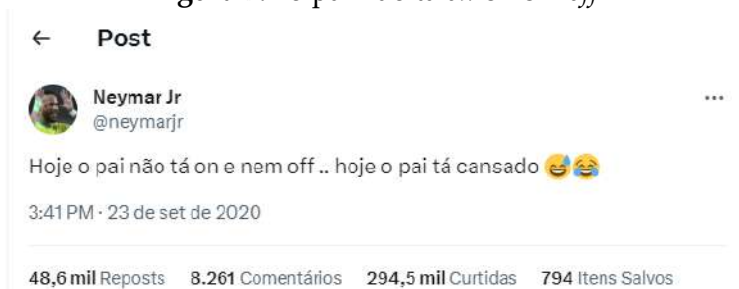 ← Post
Neymar Jr
@neymarjr
Hoje o pai não tá on e nem off .. hoje o pai tá cansado 😅😂
3:41 PM · 23 de set de 2020
48,6 mil Reposts 8.261 Comentários 294,5 mil Curtidas 794 Itens Salvos